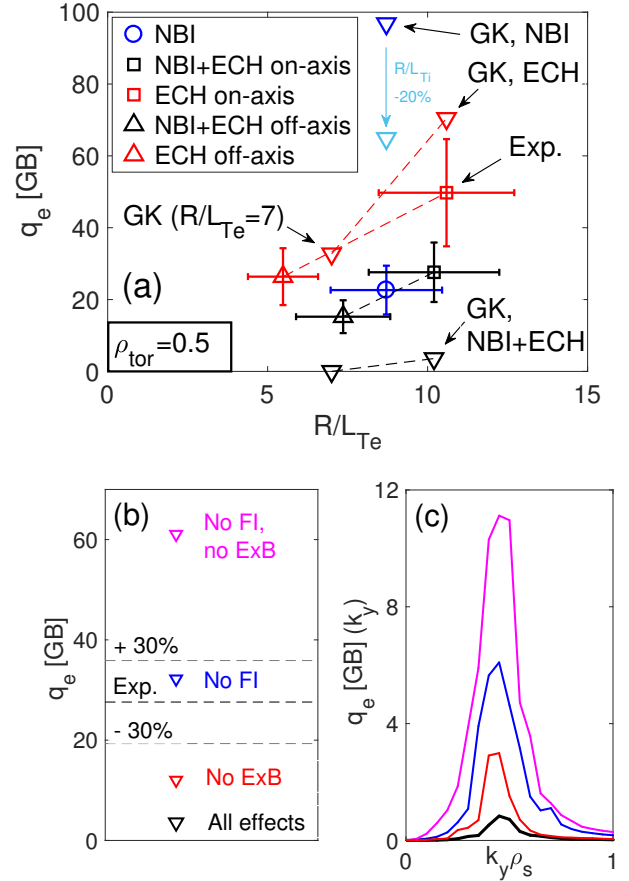 100
80
60
40
20
0
q_e [GB]
NBI
NBI+ECH on-axis
ECH on-axis
NBI+ECH off-axis
ECH off-axis
GK, NBI
R/L_Ti
-20%
GK, ECH
Exp.
GK (R/L_Te=7)
GK,
NBI+ECH
(a)
ρ_tor=0.5
0 5 10 15
R/L_Te
(b)
60
40
20
0
q_e [GB]
No FI,
no ExB
+ 30%
No FI
Exp.
- 30%
No ExB
All effects
(c)
12
8
4
0
q_e [GB] (k_y)
0 1
k_yρ_s